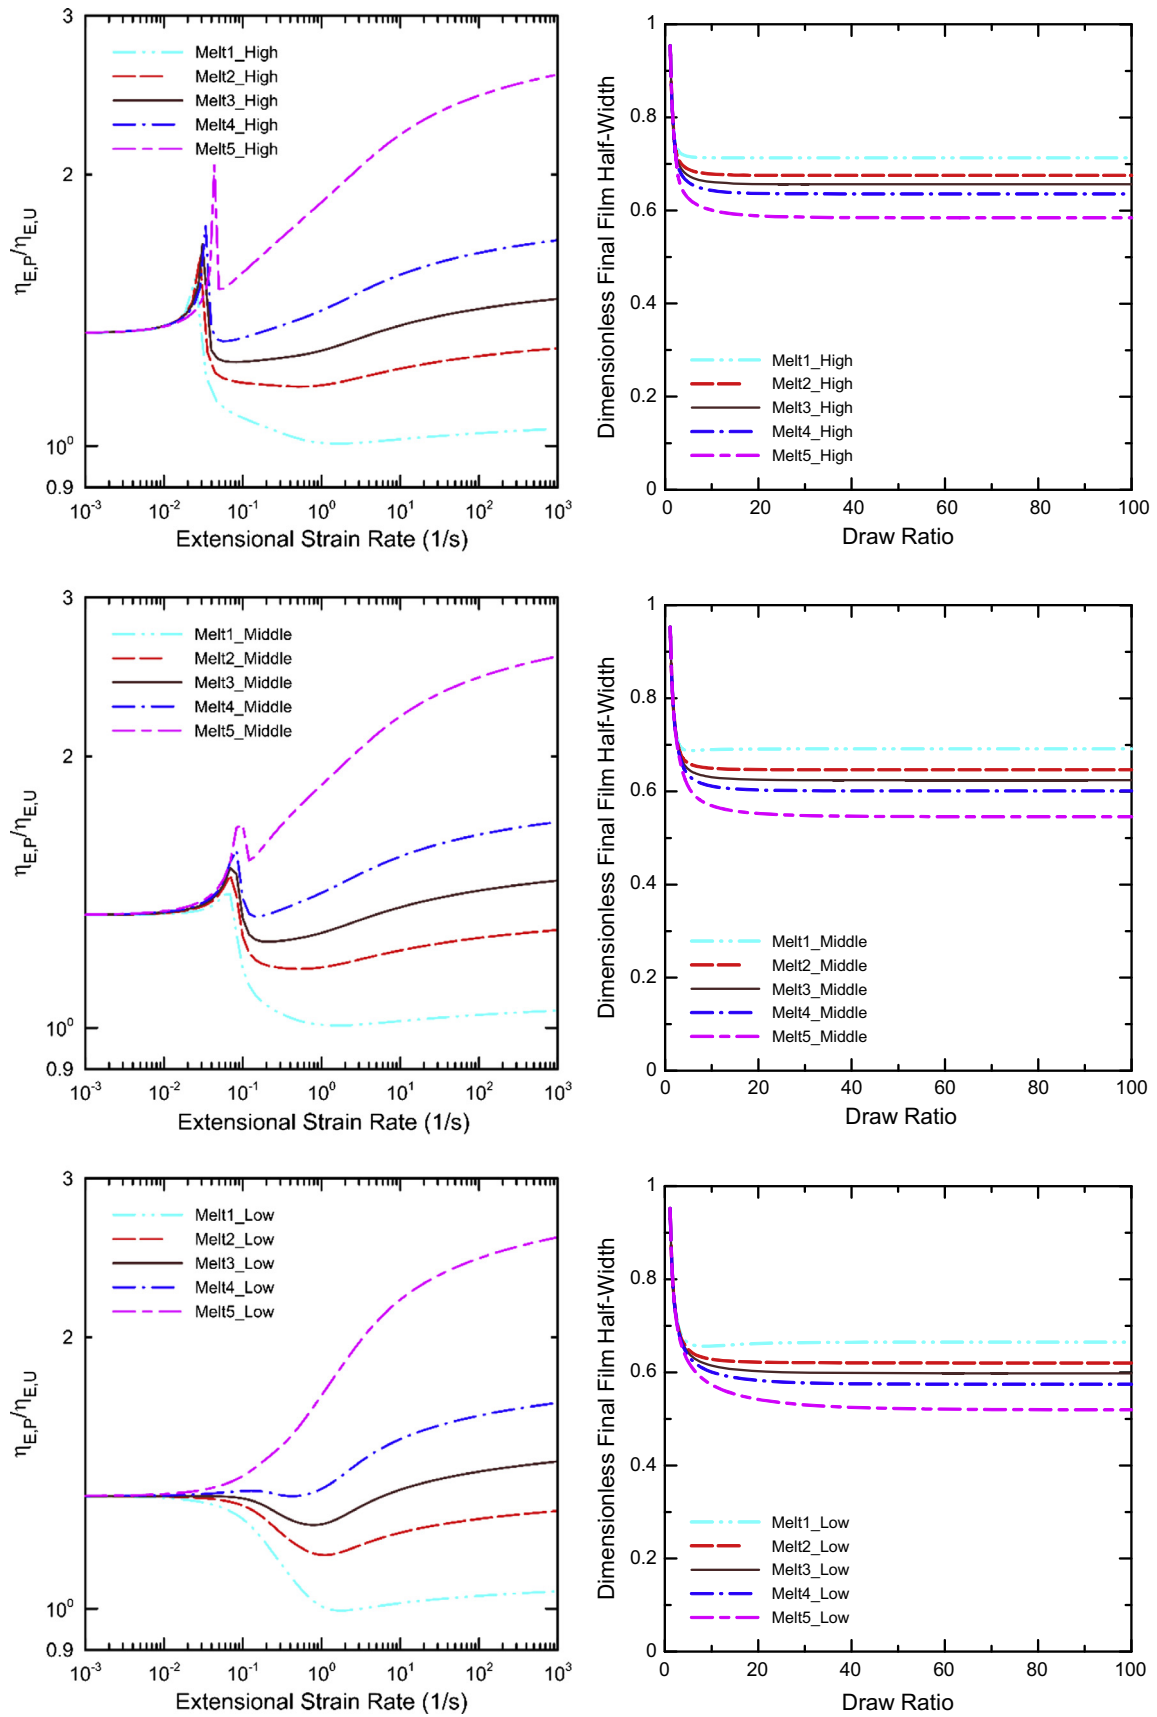 3
Melt1_High
Melt2_High
Melt3_High
Melt4_High
Melt5_High
2
η_E,P/η_E,U
10^0
0.9
10^-3 10^-2 10^-1 10^0 10^1 10^2 10^3
Extensional Strain Rate (1/s)
1
0.8
0.6
0.4
0.2
0
Dimensionless Final Film Half-Width
Melt1_High
Melt2_High
Melt3_High
Melt4_High
Melt5_High
0 20 40 60 80 100
Draw Ratio
3
Melt1_Middle
Melt2_Middle
Melt3_Middle
Melt4_Middle
Melt5_Middle
2
η_E,P/η_E,U
10^0
0.9
10^-3 10^-2 10^-1 10^0 10^1 10^2 10^3
Extensional Strain Rate (1/s)
1
0.8
0.6
0.4
0.2
0
Dimensionless Final Film Half-Width
Melt1_Middle
Melt2_Middle
Melt3_Middle
Melt4_Middle
Melt5_Middle
0 20 40 60 80 100
Draw Ratio
3
Melt1_Low
Melt2_Low
Melt3_Low
Melt4_Low
Melt5_Low
2
η_E,P/η_E,U
10^0
0.9
10^-3 10^-2 10^-1 10^0 10^1 10^2 10^3
Extensional Strain Rate (1/s)
1
0.8
0.6
0.4
0.2
0
Dimensionless Final Film Half-Width
Melt1_Low
Melt2_Low
Melt3_Low
Melt4_Low
Melt5_Low
0 20 40 60 80 100
Draw Ratio